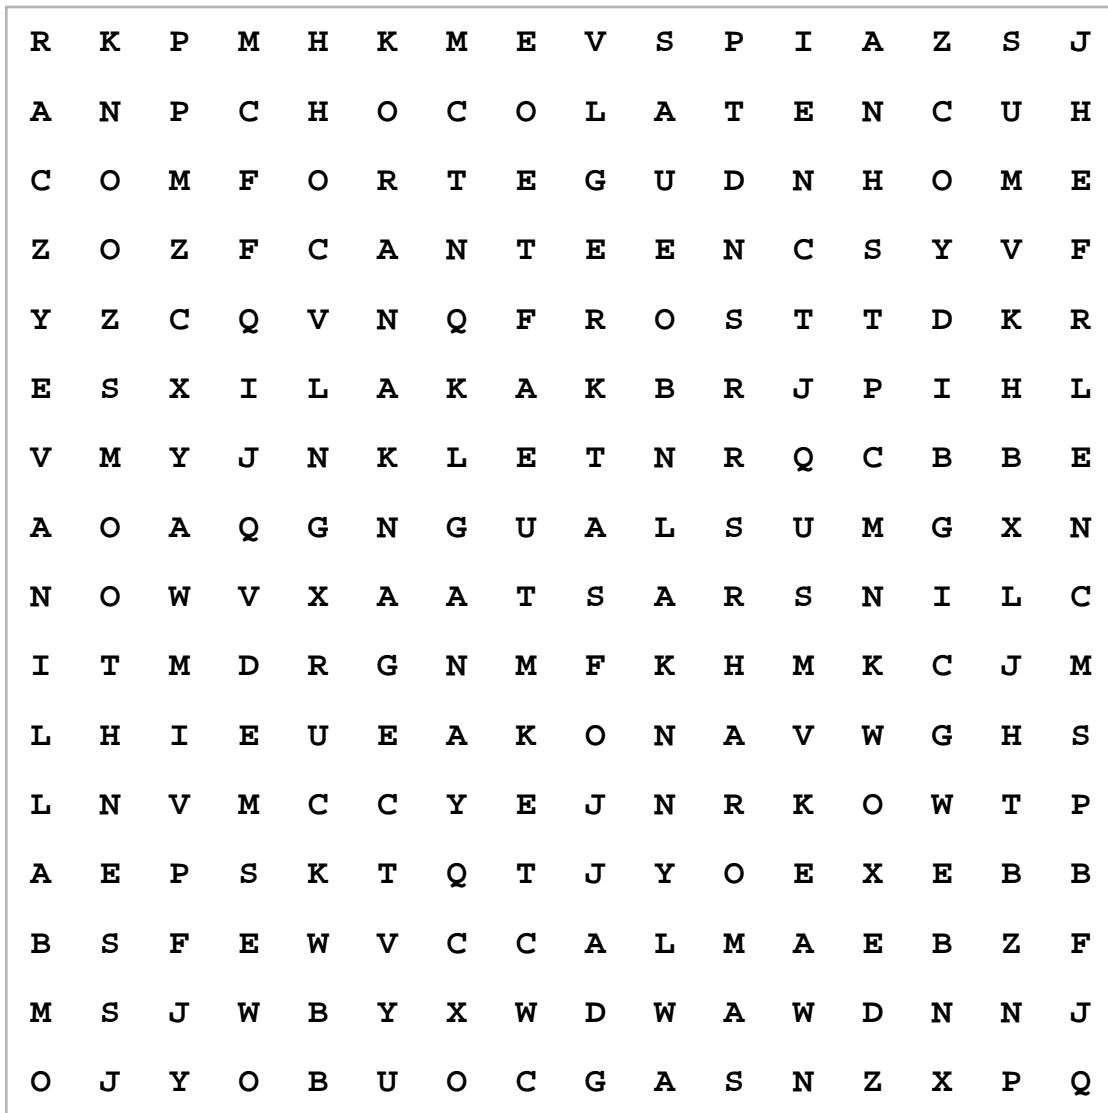 R K P M H K M E V S P I A Z S J
A N P C H O C O L A T E N C U H
C O M F O R T E G U D N H O M E
Z O Z F C A N T E E N C S Y V F
Y Z C Q V N Q F R O S T T D K R
E S X I L A K A K B R J P I H L
V M Y J N K L E T N R Q C B B E
A O A Q G N G U A L S U M G X N
N O W V X A A T S A R S N I L C
I T M D R G N M F K H M K C J M
L H I E U E A K O N A V W G H S
L N V M C C Y E J N R K O W T P
A E P S K T Q T J Y O E X E B B
B S F E W V C C A L M A E B Z F
M S J W B Y X W D W A W D N N J
O J Y O B U O C G A S N Z X P Q